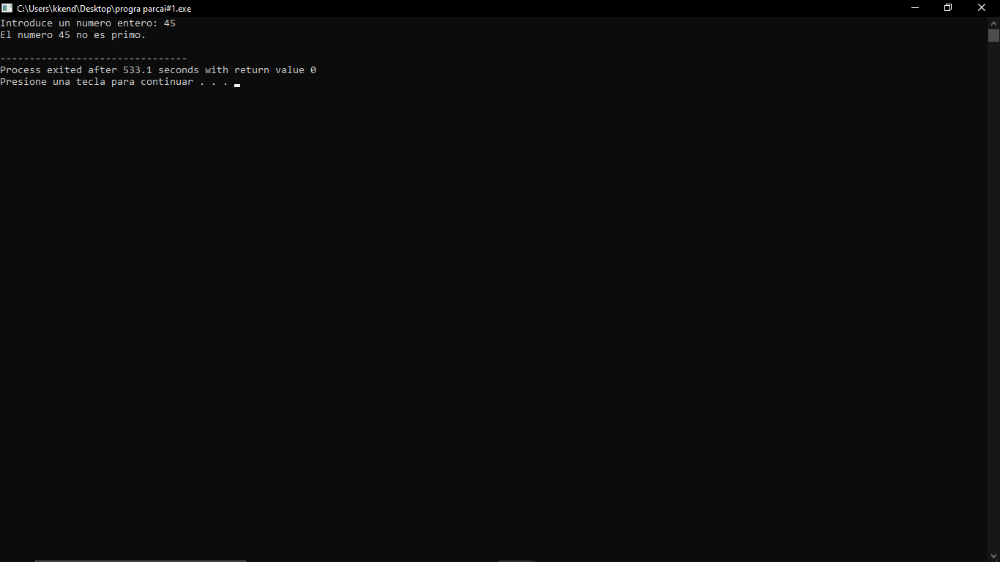 C:\Users\kkend\Desktop\progra parcai#1.exe
Introduce un numero entero: 45
El numero 45 no es primo.
--------------------------------
Process exited after 533.1 seconds with return value 0
Presione una tecla para continuar . . .